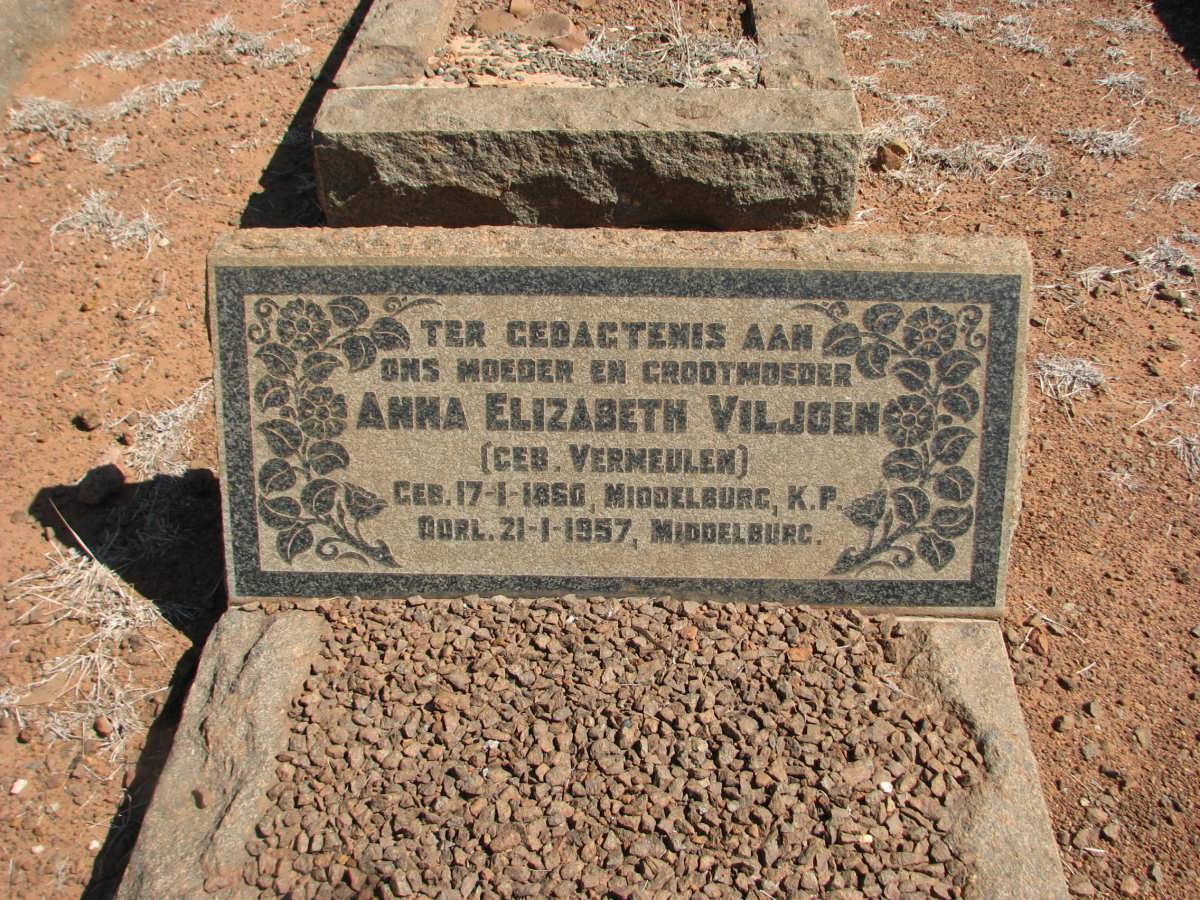 TER GEDAGTENIS AAN
ONS MOEDER EN GROOTMOEDER
ANNA ELIZABETH VILJOEN
(GEB. VERMEULEN)
GEB. 17-1-1860, MIDDELBURG, K.P.
OORL. 21-1-1957, MIDDELBURG.